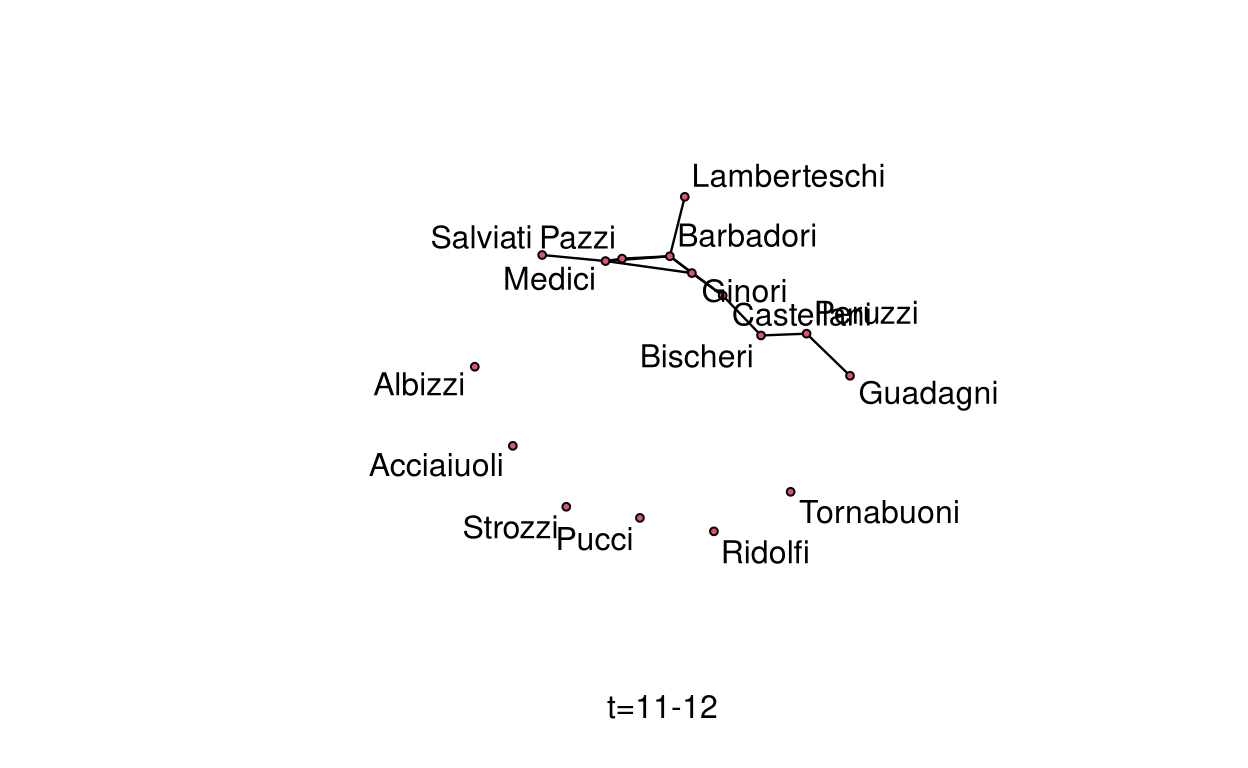 Lamberteschi
Salviati
Pazzi
Barbadori
Medici
Ginori
Castellani
Peruzzi
Bischeri
Albizzi
Guadagni
Acciaiuoli
Tornabuoni
Strozzi
Pucci
Ridolfi
t=11-12